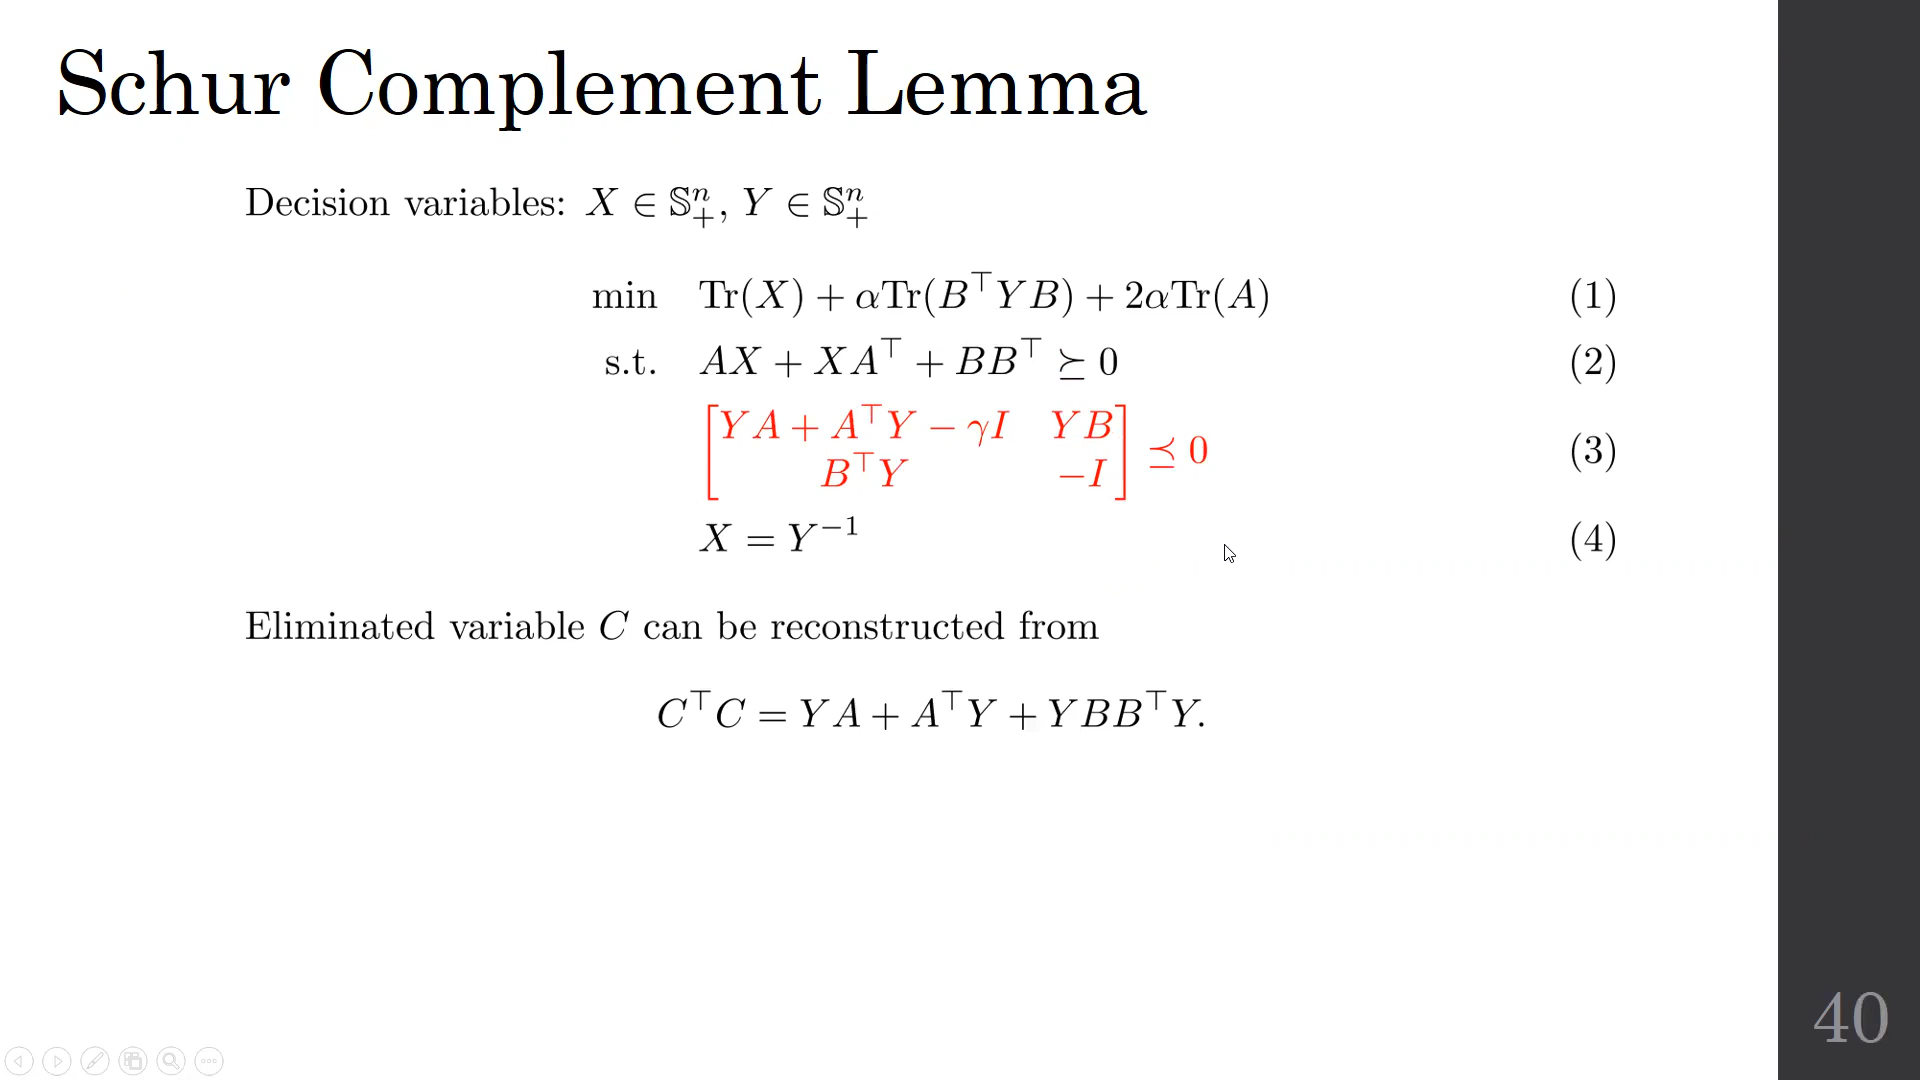 Schur Complement Lemma
Decision variables: X ∈ 𝕊ⁿ₊, Y ∈ 𝕊ⁿ₊
min Tr(X) + αTr(B⊤YB) + 2αTr(A) (1)
s.t. AX + XA⊤ + BB⊤ ⪰ 0 (2)
[YA + A⊤Y − γI YB
B⊤Y −I] ⪯ 0 (3)
X = Y⁻¹ (4)
Eliminated variable C can be reconstructed from
C⊤C = YA + A⊤Y + YBB⊤Y.
40